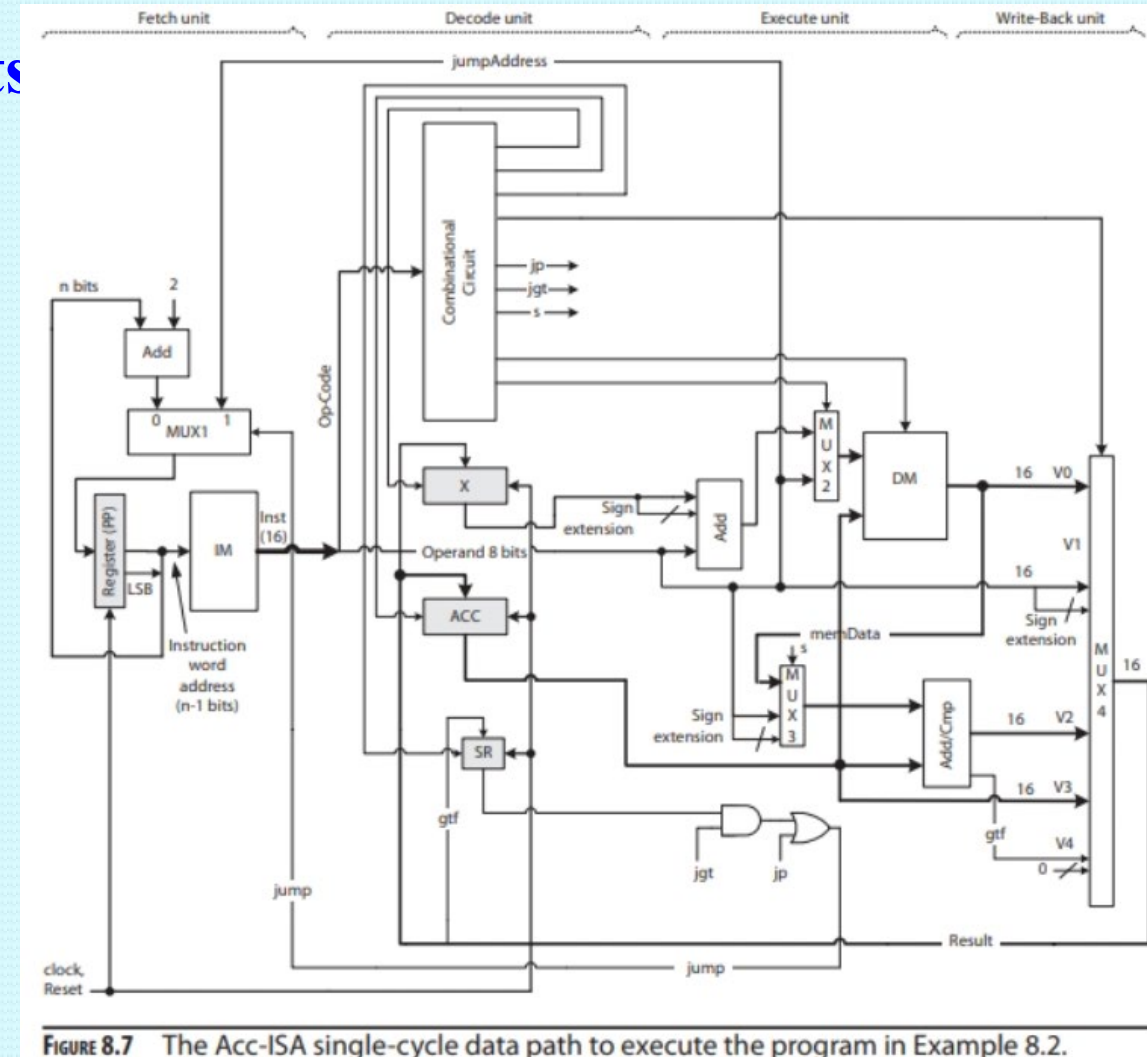 Fetch unit
Decode unit
Execute unit
Write-Back unit
ts
jumpAddress
Combinational
Circuit
jp
jgt
s
n bits
2
Add
0
1
MUX1
Op-Code
Register (PP)
LSB
IM
Inst
(16)
Instruction
word
address
(n-1 bits)
X
Sign
extension
Operand 8 bits
ACC
SR
gtf
Add
M
U
X
2
DM
16 V0
V1
16
Sign
extension
memData
s
M
U
X
3
Sign
extension
Add/Cmp
16 V2
16 V3
gtf
V4
0
M
U
X
4
16
jgt
jp
jump
Result
jump
clock,
Reset
FIGURE 8.7 The Acc-ISA single-cycle data path to execute the program in Example 8.2.